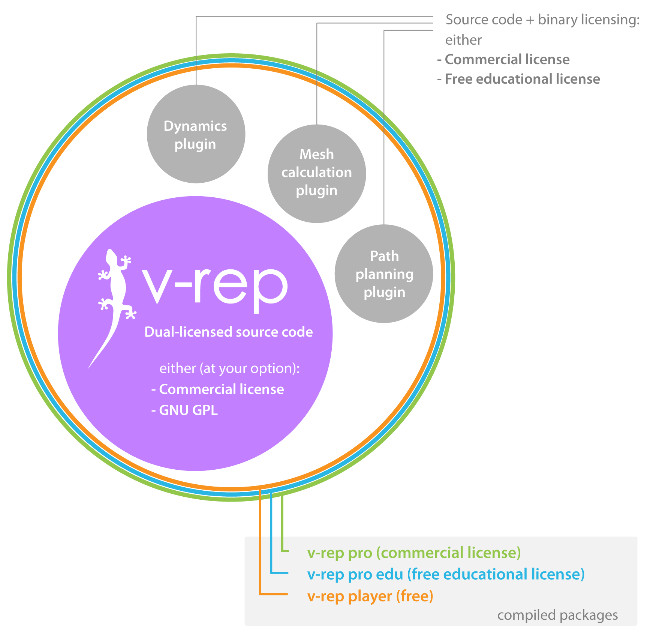 Source code + binary licensing:
either
- Commercial license
- Free educational license
Dynamics
plugin
Mesh
calculation
plugin
Path
planning
plugin
v-rep
Dual-licensed source code
either (at your option):
- Commercial license
- GNU GPL
v-rep pro (commercial license)
v-rep pro edu (free educational license)
v-rep player (free)
compiled packages